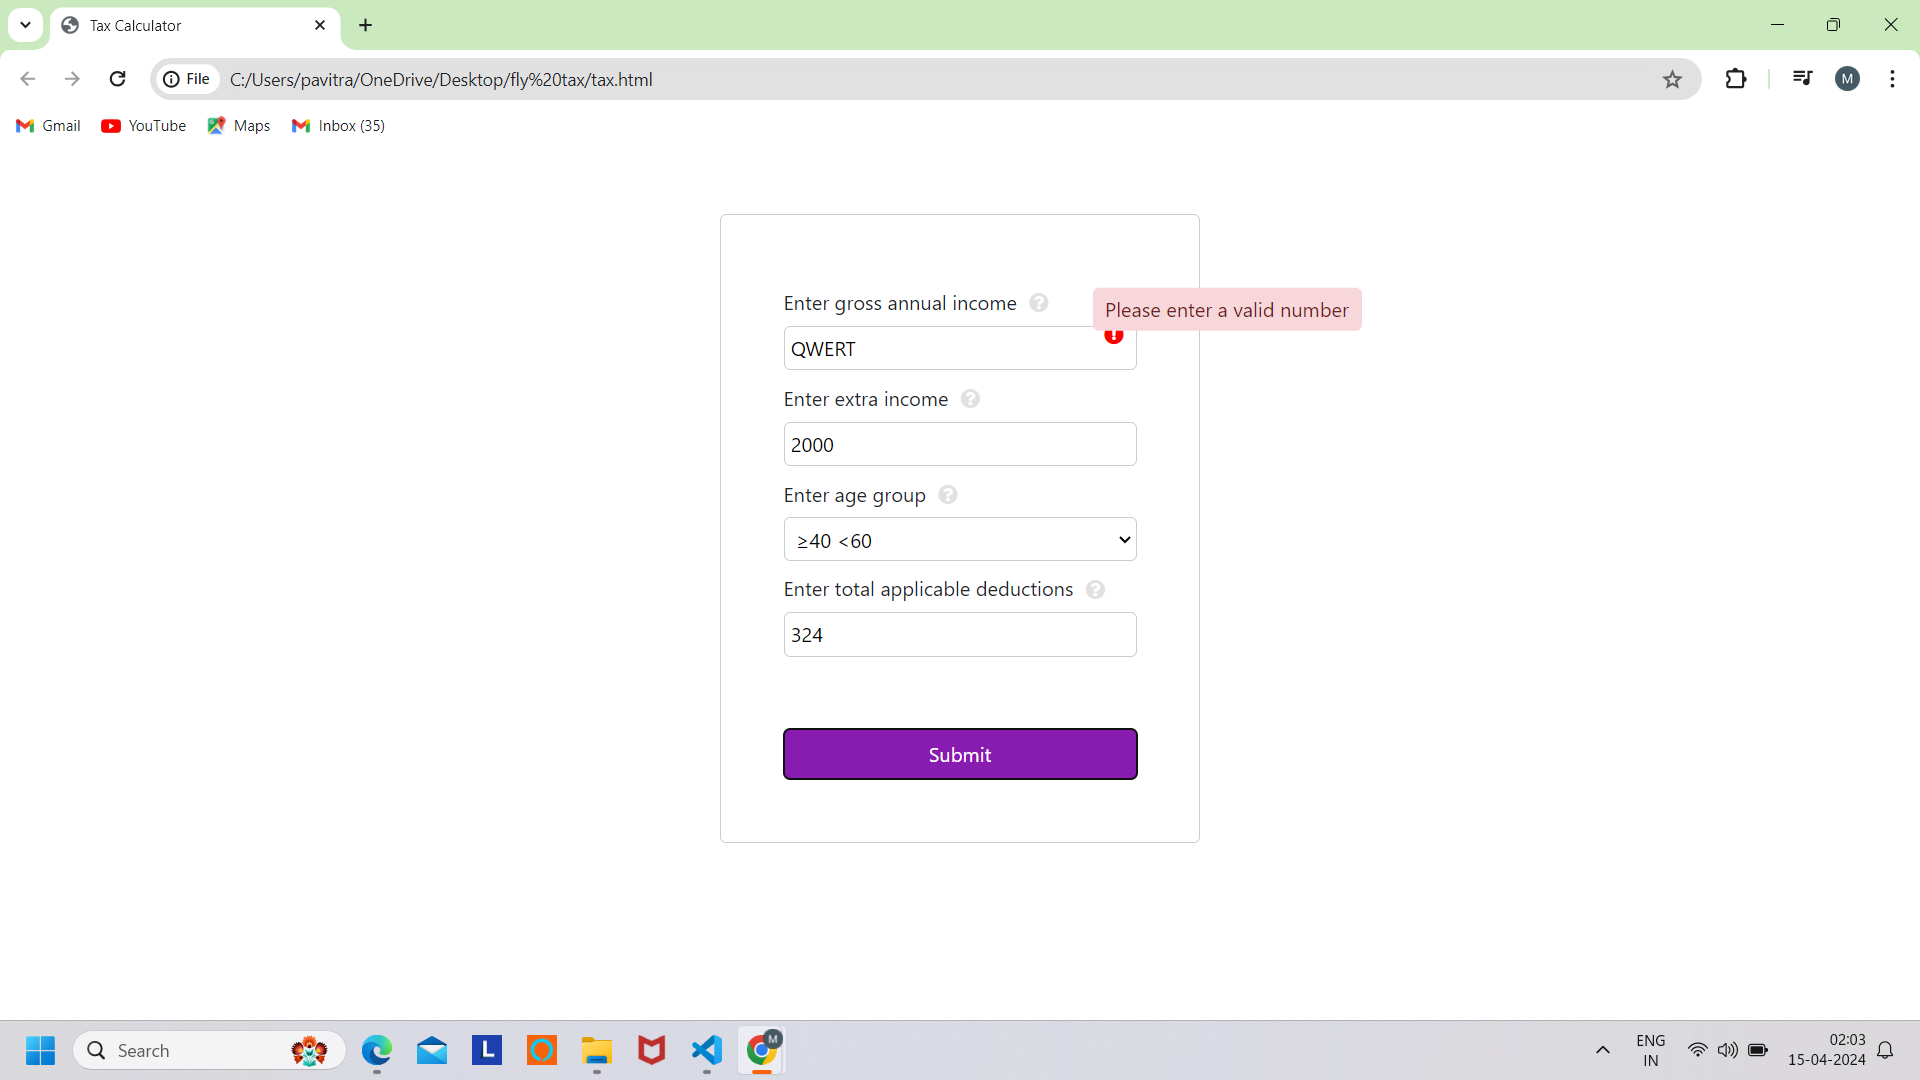 Tax Calculator
File C:/Users/pavitra/OneDrive/Desktop/fly%20tax/tax.html
M
Gmail YouTube Maps Inbox (35)
Enter gross annual income ?
Please enter a valid number
QWERT
Enter extra income ?
2000
Enter age group ?
≥40 <60
Enter total applicable deductions ?
324
Submit
Search
L
M
ENG
IN
02:03
15-04-2024